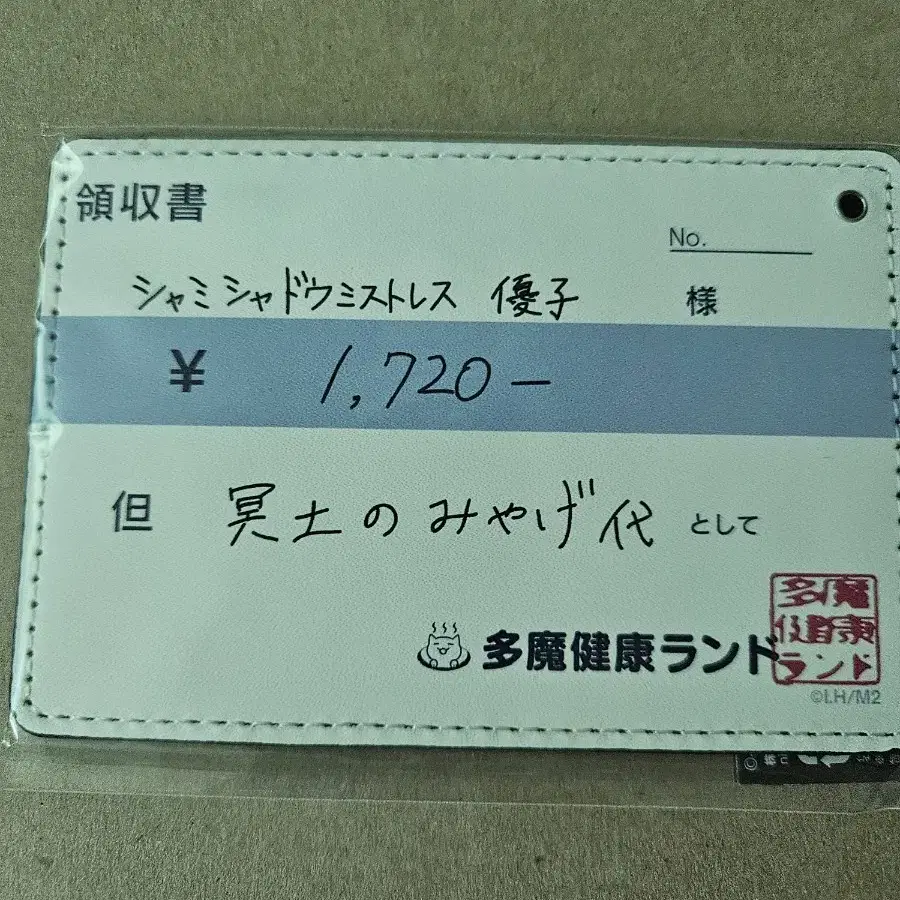 領収書
No.
シャミシャドウミストレス 優子 様
¥ 1,720-
但 冥土のみやげ代 として
多魔健康ランド
多魔
健康
ランド
©LH/M2